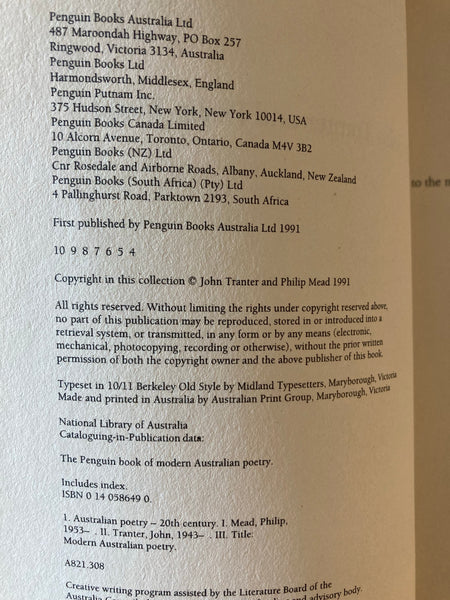 Penguin Books Australia Ltd
487 Maroondah Highway, PO Box 257
Ringwood, Victoria 3134, Australia
Penguin Books Ltd
Harmondsworth, Middlesex, England
Penguin Putnam Inc.
375 Hudson Street, New York, New York 10014, USA
Penguin Books Canada Limited
10 Alcorn Avenue, Toronto, Ontario, Canada M4V 3B2
Penguin Books (NZ) Ltd
Cnr Rosedale and Airborne Roads, Albany, Auckland, New Zealand
Penguin Books (South Africa) (Pty) Ltd
4 Pallinghurst Road, Parktown 2193, South Africa
First published by Penguin Books Australia Ltd 1991
10 9 8 7 6 5 4
Copyright in this collection © John Tranter and Philip Mead 1991
All rights reserved. Without limiting the rights under copyright reserved above,
no part of this publication may be reproduced, stored in or introduced into a
retrieval system, or transmitted, in any form or by any means (electronic,
mechanical, photocopying, recording or otherwise), without the prior written
permission of both the copyright owner and the above publisher of this book.
Typeset in 10/11 Berkeley Old Style by Midland Typesetters, Maryborough, Victoria
Made and printed in Australia by Australian Print Group, Maryborough, Victoria
National Library of Australia
Cataloguing-in-Publication data:
The Penguin book of modern Australian poetry.
Includes index.
ISBN 0 14 058649 0.
1. Australian poetry – 20th century. I. Mead, Philip,
1953– . II. Tranter, John, 1943– . III. Title:
Modern Australian poetry.
A821.308
Creative writing program assisted by the Literature Board of the
Australia advisory body.
to the